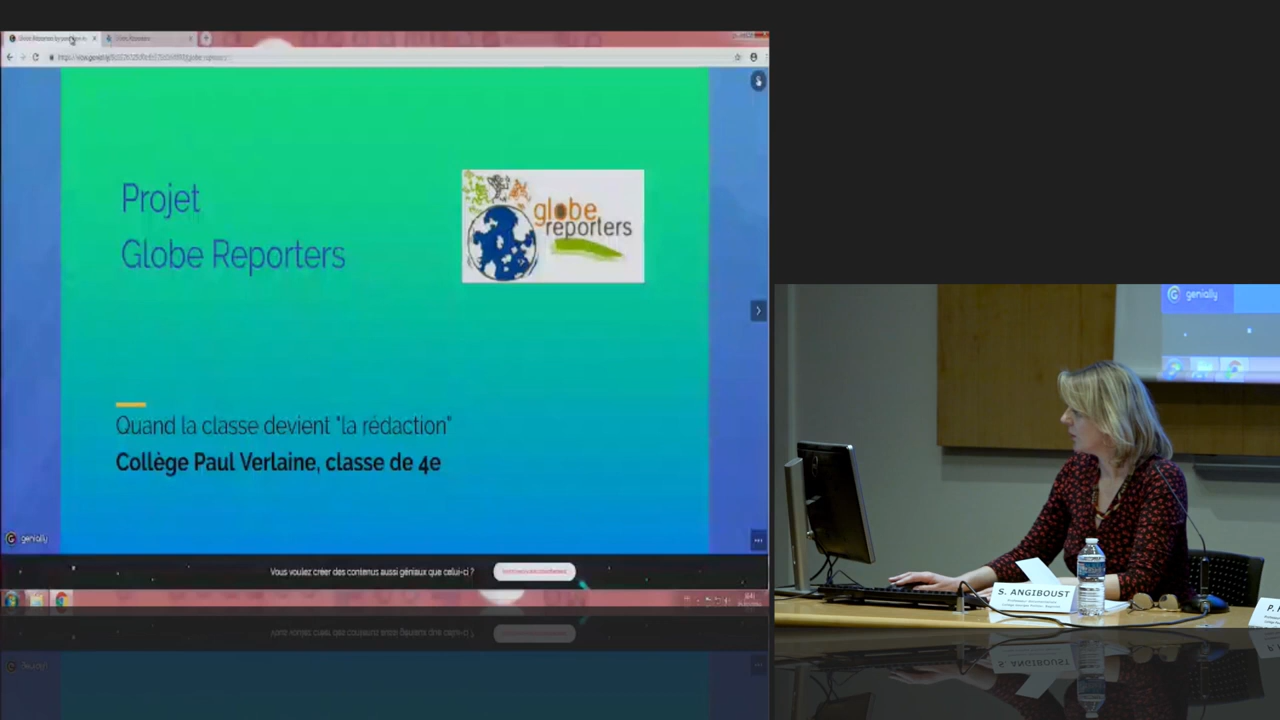 Projet
Globe Reporters
globe
reporters
Quand la classe devient "la rédaction"
Collège Paul Verlaine, classe de 4e
genially
Vous voulez créer des contenus aussi géniaux que celui-ci ?
genially
S. ANGIBOUST